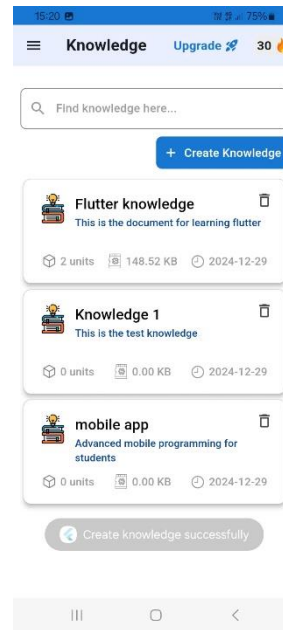 15:20
75%
Knowledge
Upgrade
30
Find knowledge here...
+ Create Knowledge
Flutter knowledge
This is the document for learning flutter
2 units 148.52 KB 2024-12-29
Knowledge 1
This is the test knowledge
0 units 0.00 KB 2024-12-29
mobile app
Advanced mobile programming for
students
0 units 0.00 KB 2024-12-29
Create knowledge successfully